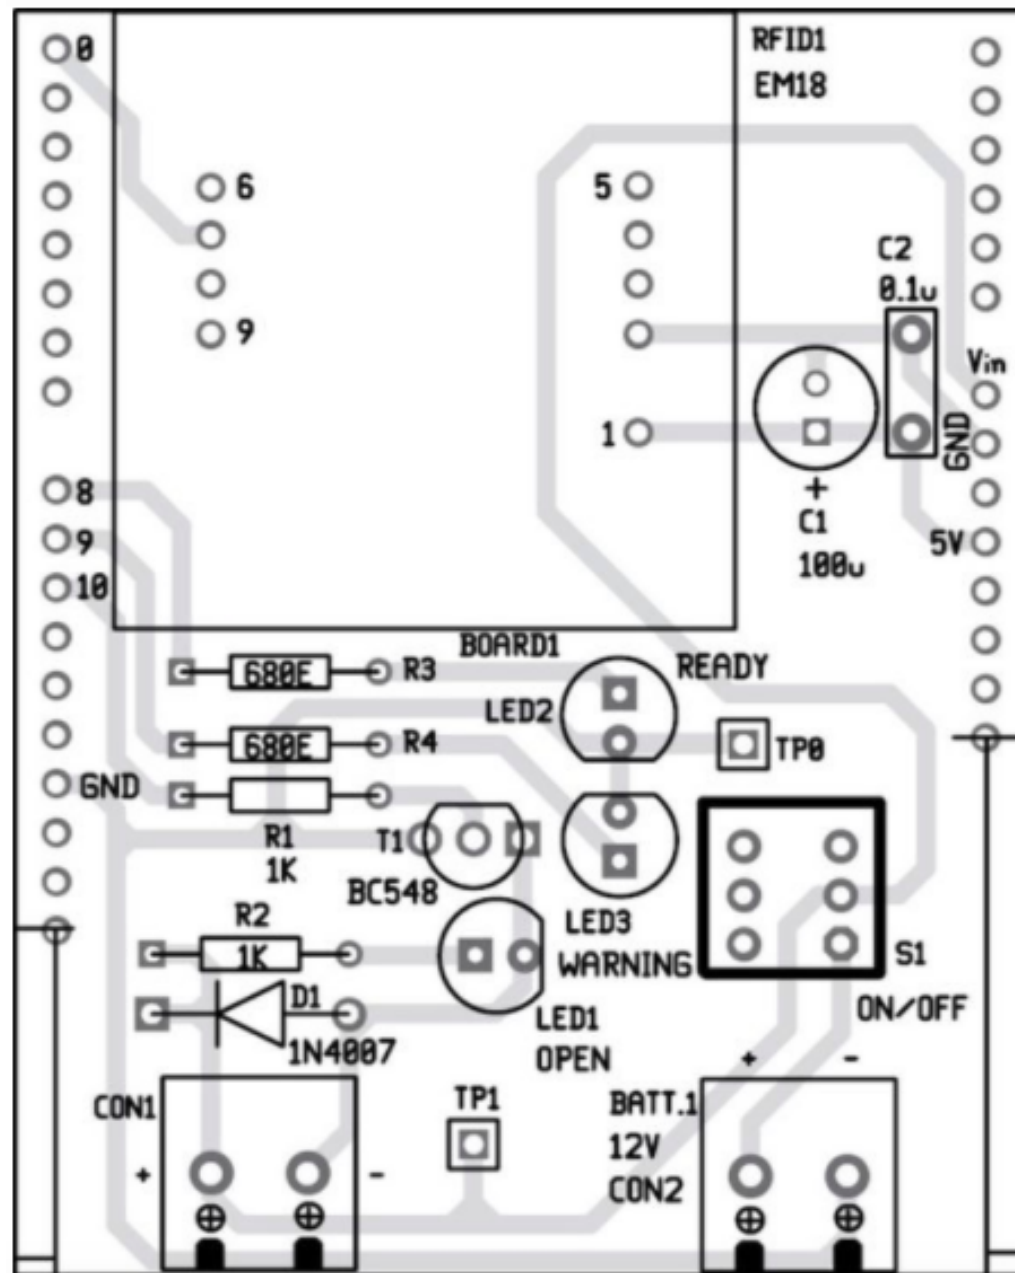 0
RFID1
EM18
6
5
C2
0.1u
9
Vin
1
GND
+
C1
8
5V
9
100u
10
BOARD1
680E
R3
READY
LED2
680E
R4
TP0
GND
R1
T1
1K
BC548
R2
LED3
1K
WARNING
S1
D1
ON/OFF
LED1
1N4007
OPEN
+ -
CON1
TP1
BATT.1
12V
+ -
CON2